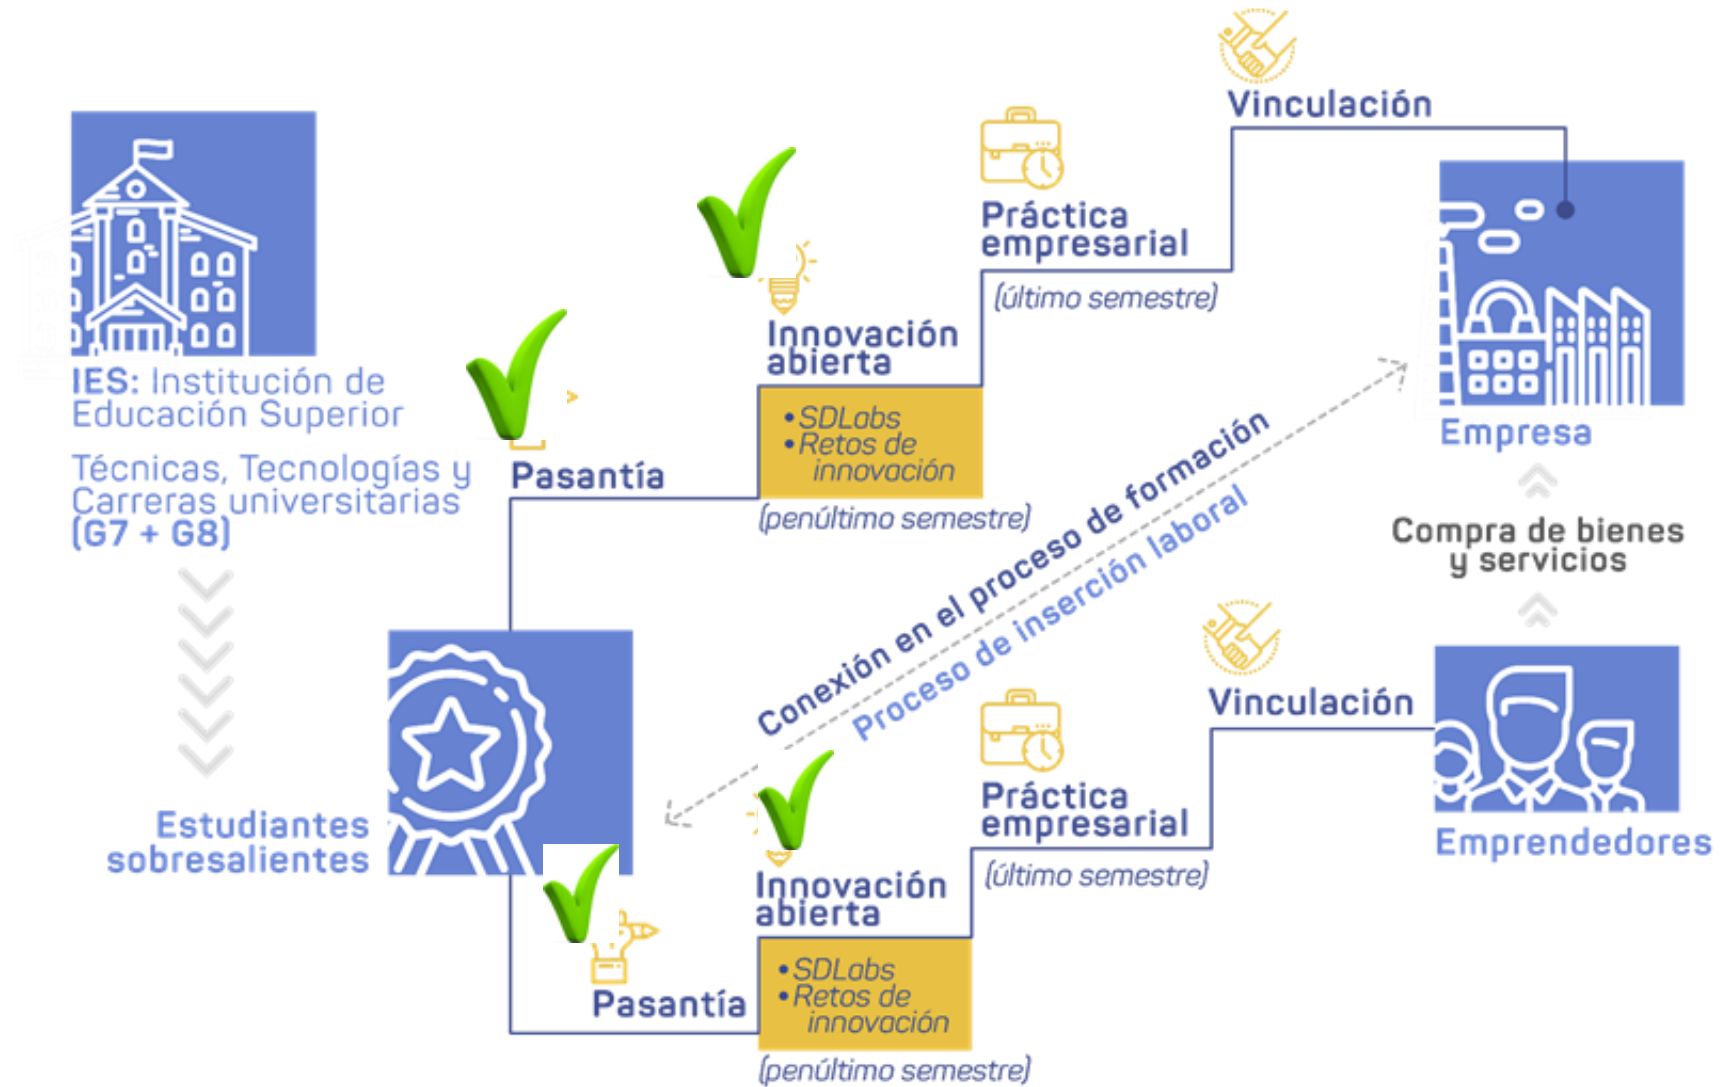 Vinculación
Práctica
empresarial
(último semestre)
Innovación
abierta
• SDLabs
• Retos de
innovación
(penúltimo semestre)
Pasantía
IES: Institución de
Educación Superior
Técnicas, Tecnologías y
Carreras universitarias
(G7 + G8)
Empresa
Compra de bienes
y servicios
Conexión en el proceso de formación
Proceso de inserción laboral
Estudiantes
sobresalientes
Vinculación
Emprendedores
Práctica
empresarial
(último semestre)
Innovación
abierta
• SDLabs
• Retos de
innovación
(penúltimo semestre)
Pasantía